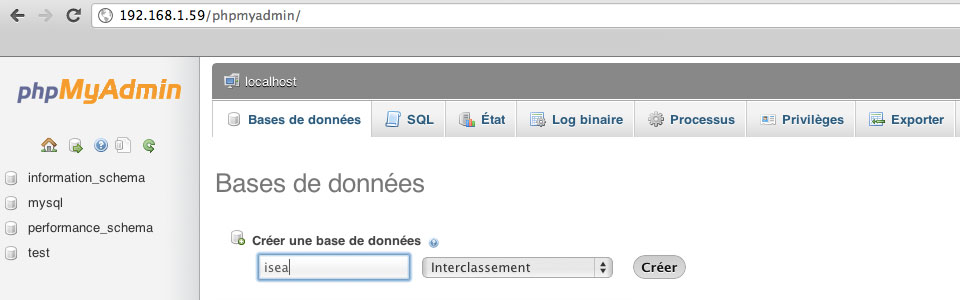 192.168.1.59/phpmyadmin/
phpMyAdmin
information_schema
mysql
performance_schema
test
localhost
Bases de données SQL État Log binaire Processus Privilèges Exporter
Bases de données
Créer une base de données
isea Interclassement Créer